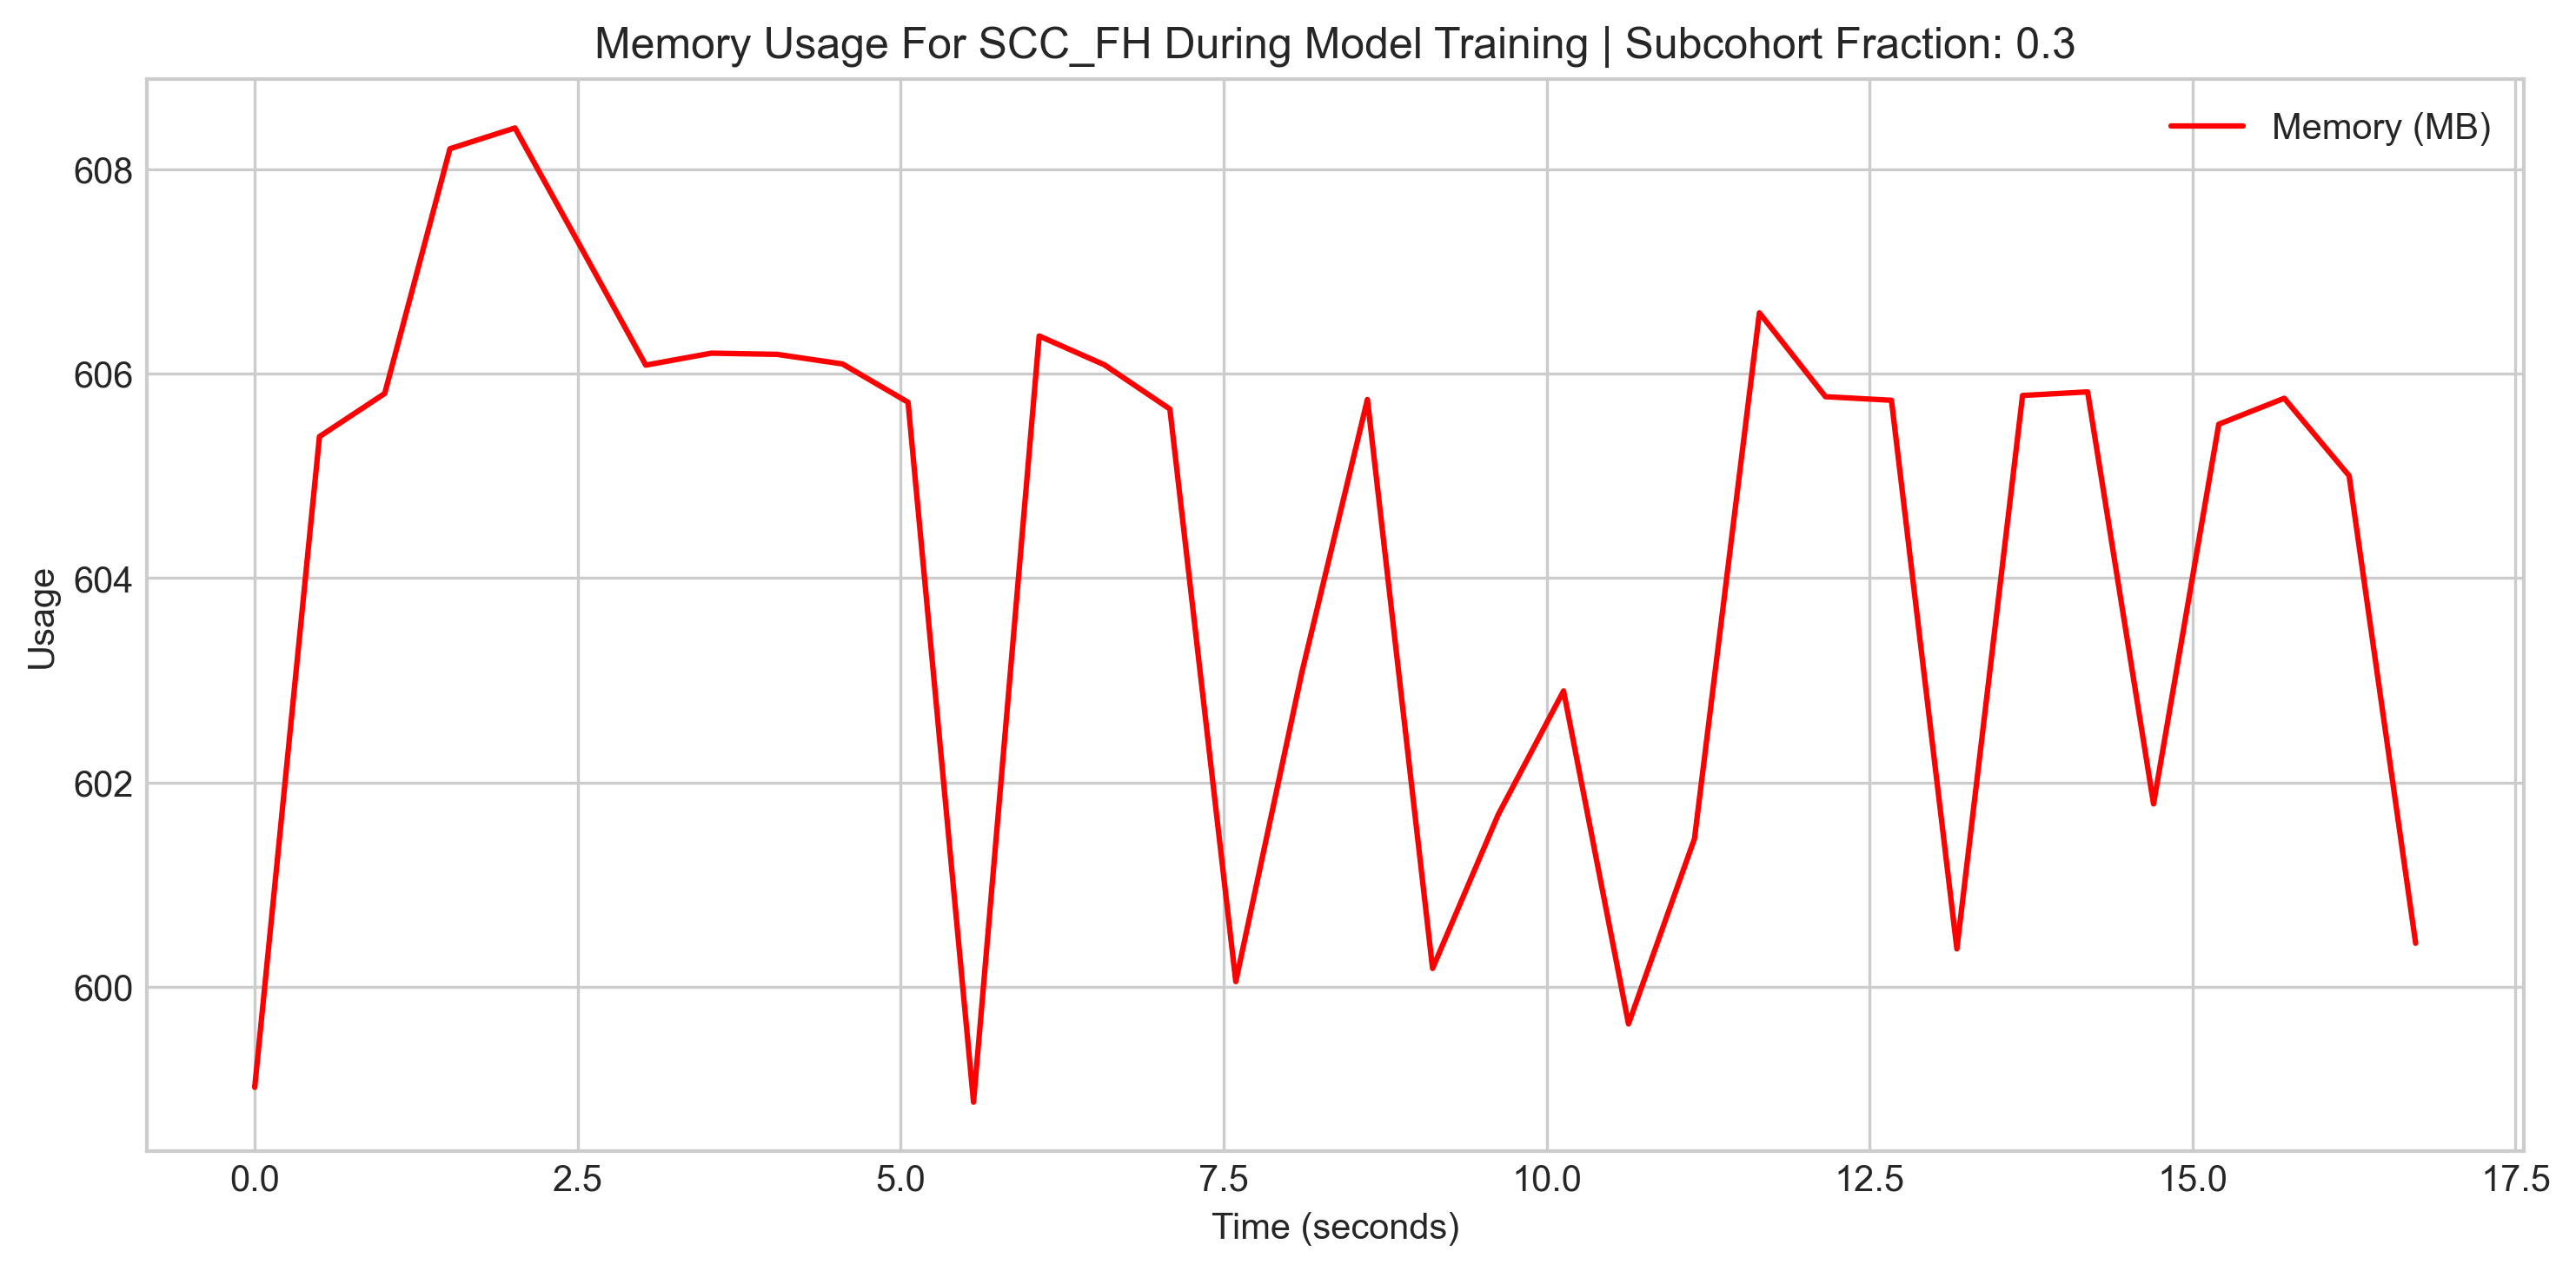 Memory Usage For SCC_FH During Model Training | Subcohort Fraction: 0.3
Memory (MB)
608
606
604
602
600
Usage
0.0 2.5 5.0 7.5 10.0 12.5 15.0 17.5
Time (seconds)